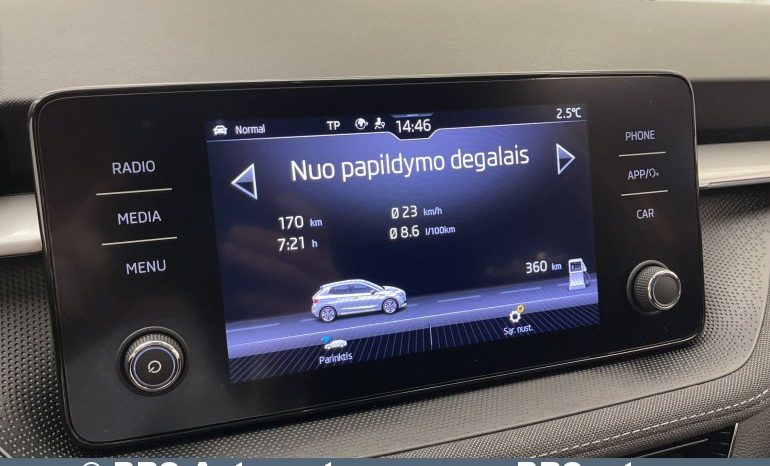 Normal TP 14:46 2.5°C
Nuo papildymo degalais
170 km Ø 23 km/h
7:21 h Ø 8.6 l/100km
360 km
Parinktis Sąr. nust.
RADIO
MEDIA
MENU
PHONE
APP/
CAR